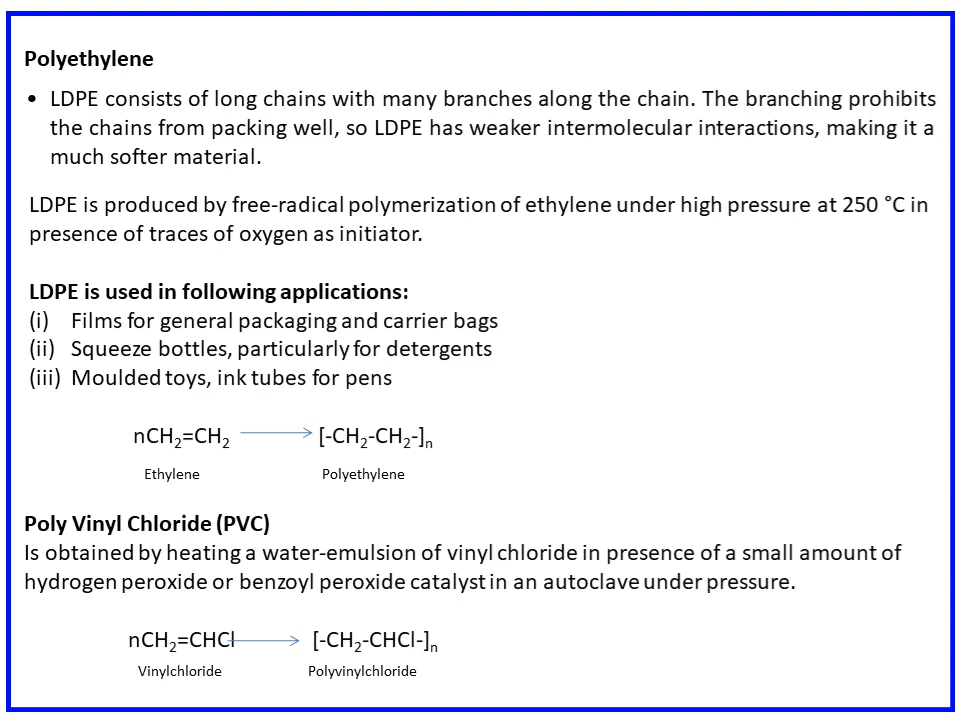 Polyethylene
• LDPE consists of long chains with many branches along the chain. The branching prohibits
the chains from packing well, so LDPE has weaker intermolecular interactions, making it a
much softer material.
LDPE is produced by free-radical polymerization of ethylene under high pressure at 250 °C in
presence of traces of oxygen as initiator.
LDPE is used in following applications:
(i) Films for general packaging and carrier bags
(ii) Squeeze bottles, particularly for detergents
(iii) Moulded toys, ink tubes for pens
nCH₂=CH₂ → [-CH₂-CH₂-]ₙ
Ethylene Polyethylene
Poly Vinyl Chloride (PVC)
Is obtained by heating a water-emulsion of vinyl chloride in presence of a small amount of
hydrogen peroxide or benzoyl peroxide catalyst in an autoclave under pressure.
nCH₂=CHCl → [-CH₂-CHCl-]ₙ
Vinylchloride Polyvinylchloride